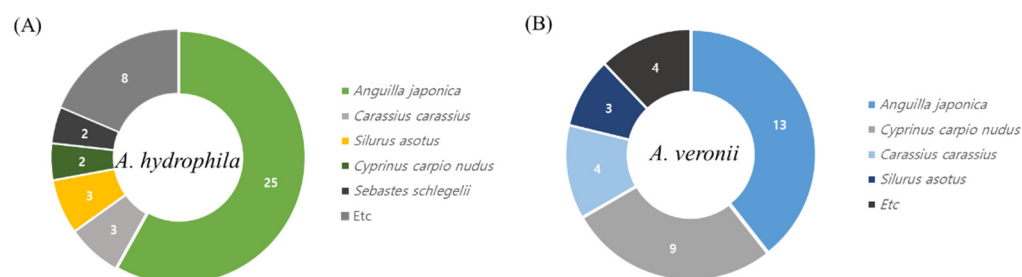 (A)
8
2
2
3
3
25
A. hydrophila
Anguilla japonica
Carassius carassius
Silurus asotus
Cyprinus carpio nudus
Sebastes schlegelii
Etc
(B)
4
3
4
9
13
A. veronii
Anguilla japonica
Cyprinus carpio nudus
Carassius carassius
Silurus asotus
Etc